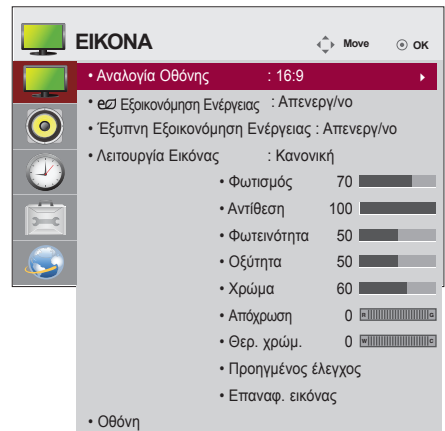 ΕΙΚΟΝΑ Move OK
• Αναλογία Οθόνης : 16:9
• Εξοικονόμηση Ενέργειας : Απενεργ/νο
• Έξυπνη Εξοικονόμηση Ενέργειας : Απενεργ/νο
• Λειτουργία Εικόνας : Κανονική
• Φωτισμός 70
• Αντίθεση 100
• Φωτεινότητα 50
• Οξύτητα 50
• Χρώμα 60
• Απόχρωση 0 R G
• Θερ. χρώμ. 0 W C
• Προηγμένος έλεγχος
• Επαναφ. εικόνας
• Οθόνη